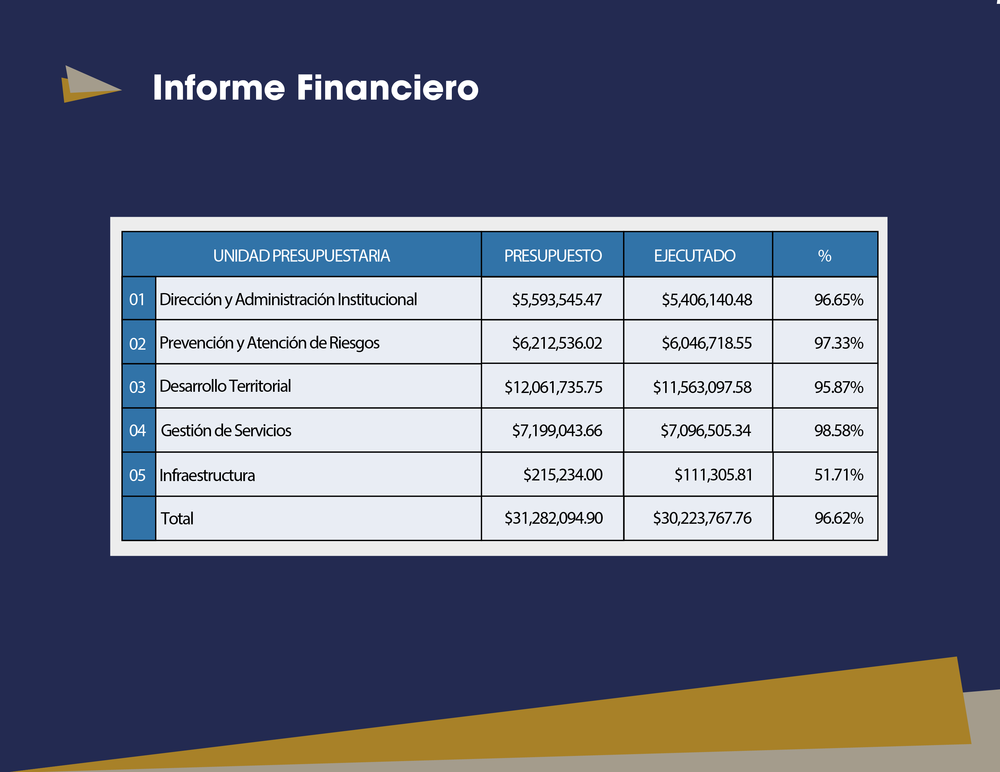 Informe Financiero
UNIDAD PRESUPUESTARIA PRESUPUESTO EJECUTADO %
01 Dirección y Administración Institucional $5,593,545.47 $5,406,140.48 96.65%
02 Prevención y Atención de Riesgos $6,212,536.02 $6,046,718.55 97.33%
03 Desarrollo Territorial $12,061,735.75 $11,563,097.58 95.87%
04 Gestión de Servicios $7,199,043.66 $7,096,505.34 98.58%
05 Infraestructura $215,234.00 $111,305.81 51.71%
Total $31,282,094.90 $30,223,767.76 96.62%